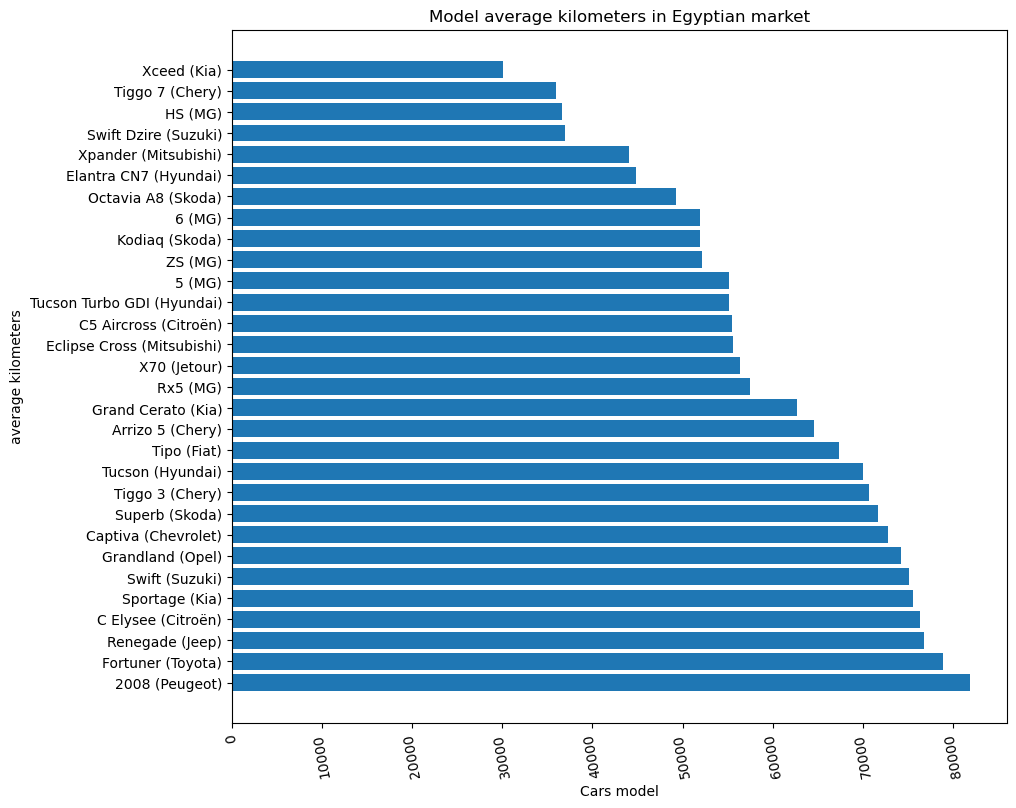 Model average kilometers in Egyptian market
Xceed (Kia)
Tiggo 7 (Chery)
HS (MG)
Swift Dzire (Suzuki)
Xpander (Mitsubishi)
Elantra CN7 (Hyundai)
Octavia A8 (Skoda)
6 (MG)
Kodiaq (Skoda)
ZS (MG)
5 (MG)
Tucson Turbo GDI (Hyundai)
C5 Aircross (Citroën)
Eclipse Cross (Mitsubishi)
X70 (Jetour)
Rx5 (MG)
Grand Cerato (Kia)
Arrizo 5 (Chery)
Tipo (Fiat)
Tucson (Hyundai)
Tiggo 3 (Chery)
Superb (Skoda)
Captiva (Chevrolet)
Grandland (Opel)
Swift (Suzuki)
Sportage (Kia)
C Elysee (Citroën)
Renegade (Jeep)
Fortuner (Toyota)
2008 (Peugeot)
average kilometers
0 10000 20000 30000 40000 50000 60000 70000 80000
Cars model